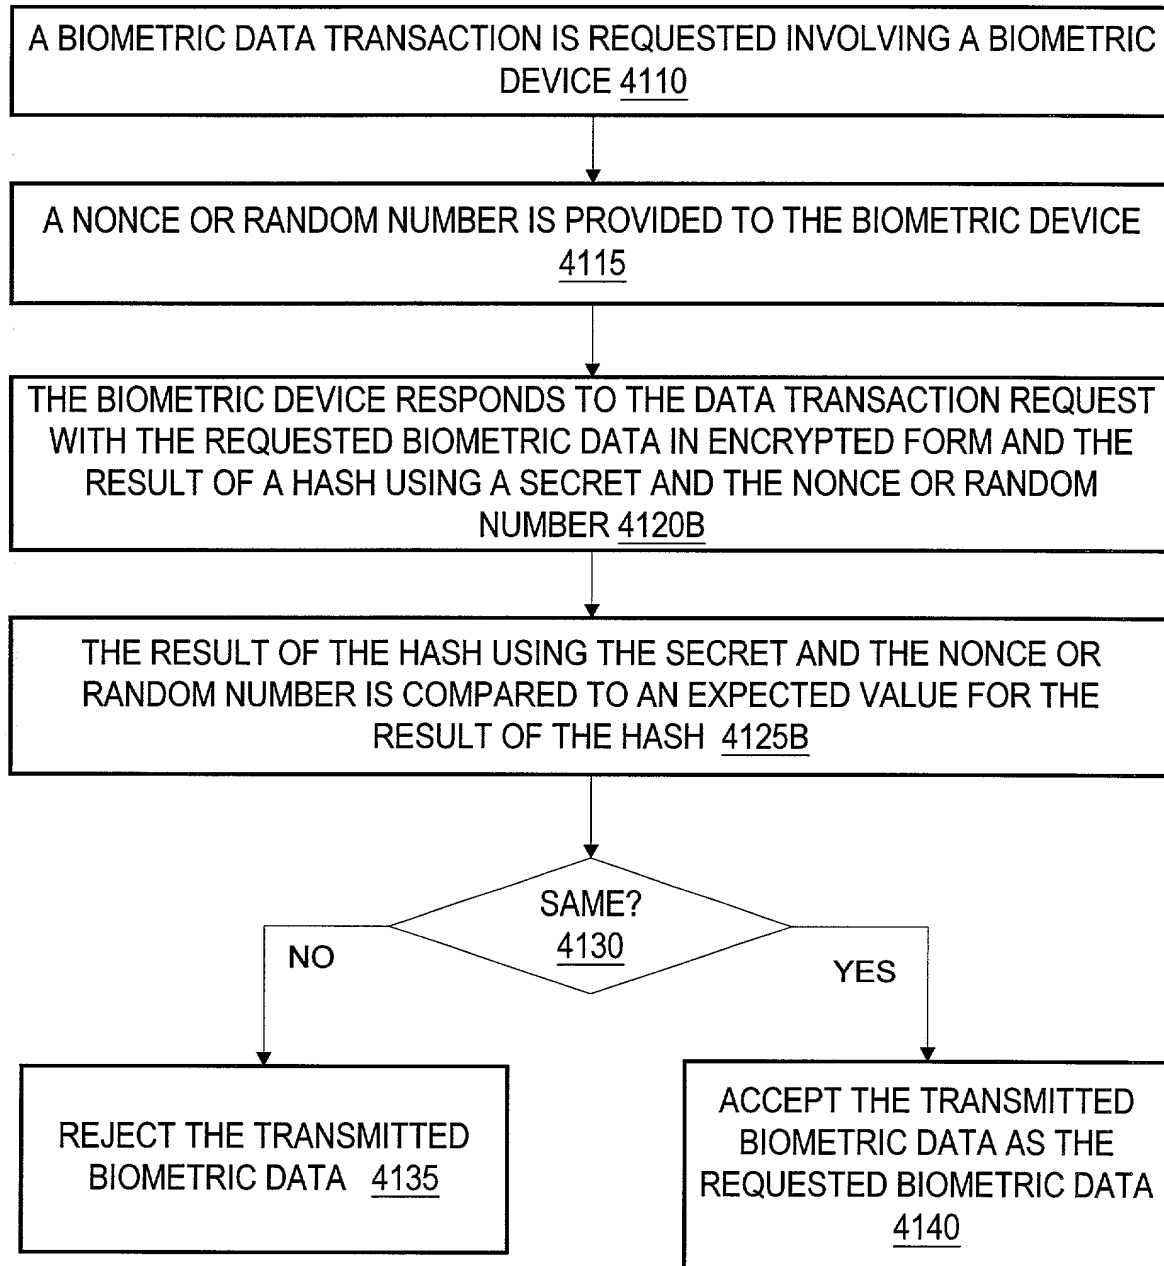 A BIOMETRIC DATA TRANSACTION IS REQUESTED INVOLVING A BIOMETRIC
DEVICE 4110
A NONCE OR RANDOM NUMBER IS PROVIDED TO THE BIOMETRIC DEVICE
4115
THE BIOMETRIC DEVICE RESPONDS TO THE DATA TRANSACTION REQUEST
WITH THE REQUESTED BIOMETRIC DATA IN ENCRYPTED FORM AND THE
RESULT OF A HASH USING A SECRET AND THE NONCE OR RANDOM
NUMBER 4120B
THE RESULT OF THE HASH USING THE SECRET AND THE NONCE OR
RANDOM NUMBER IS COMPARED TO AN EXPECTED VALUE FOR THE
RESULT OF THE HASH 4125B
SAME?
4130
NO
YES
REJECT THE TRANSMITTED
BIOMETRIC DATA 4135
ACCEPT THE TRANSMITTED
BIOMETRIC DATA AS THE
REQUESTED BIOMETRIC DATA
4140